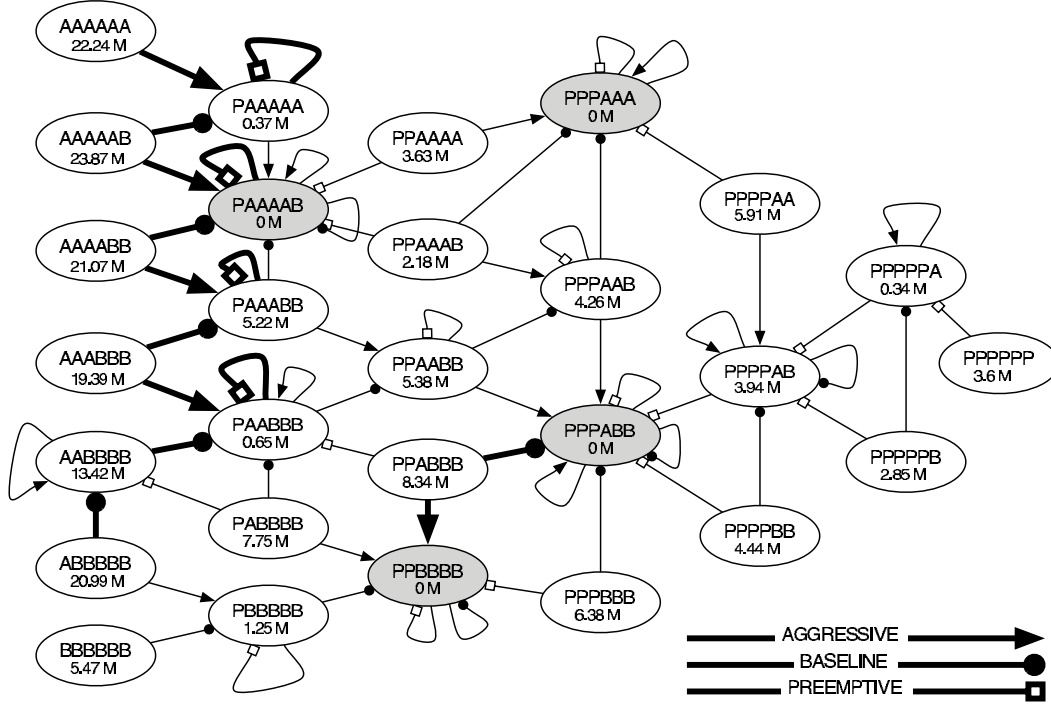 AAAAAA
22.24 M
PAAAAA
0.37 M
PPPAAA
0 M
AAAAAB
23.87 M
PPAAAA
3.63 M
PAAAAB
0 M
PPPPAA
5.91 M
AAAABB
21.07 M
PPAAAB
2.18 M
PPPAAB
4.26 M
PPPPPA
0.34 M
PAAABB
5.22 M
AAABBB
19.39 M
PPAABB
5.38 M
PPPPAB
3.94 M
PPPPPP
3.6 M
PAABBB
0.65 M
PPPABB
0 M
AABBBB
13.42 M
PPABBB
8.34 M
PPPPPB
2.85 M
PABBBB
7.75 M
PPPPBB
4.44 M
ABBBBB
20.99 M
PPBBBB
0 M
PBBBBB
1.25 M
PPPBBB
6.38 M
BBBBBB
5.47 M
AGGRESSIVE
BASELINE
PREEMPTIVE